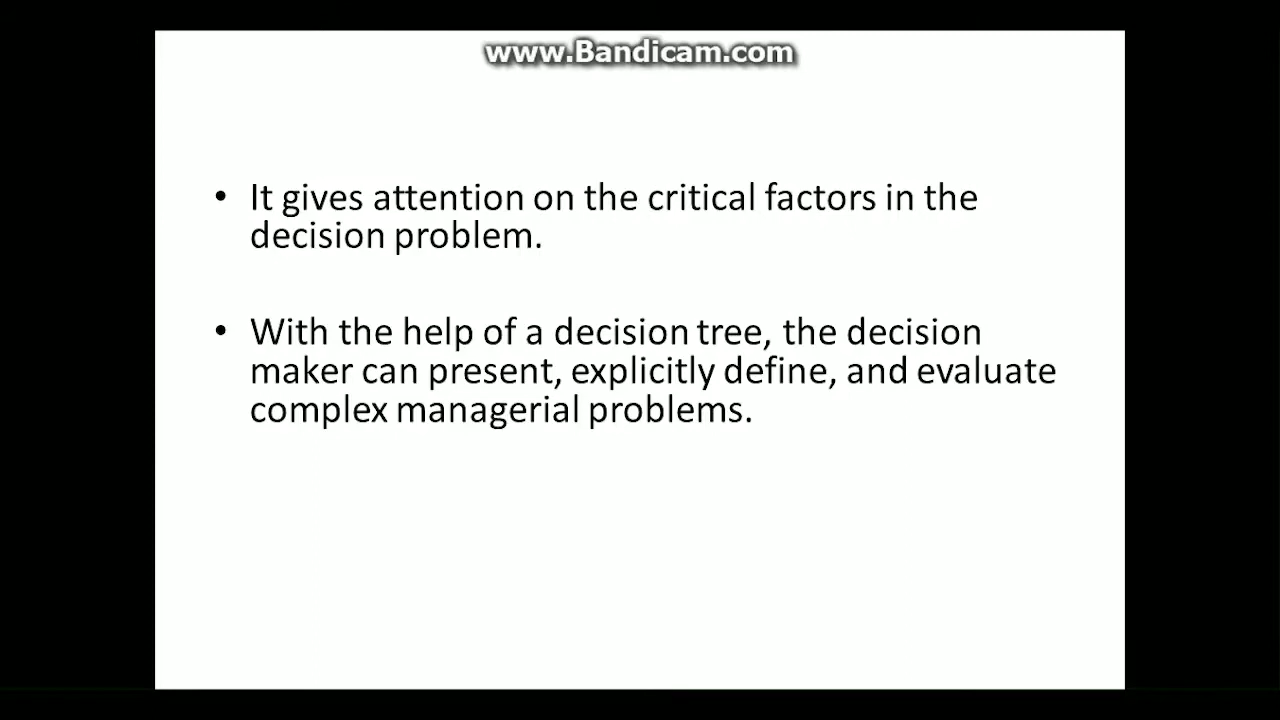 www.Bandicam.com
• It gives attention on the critical factors in the
decision problem.
• With the help of a decision tree, the decision
maker can present, explicitly define, and evaluate
complex managerial problems.